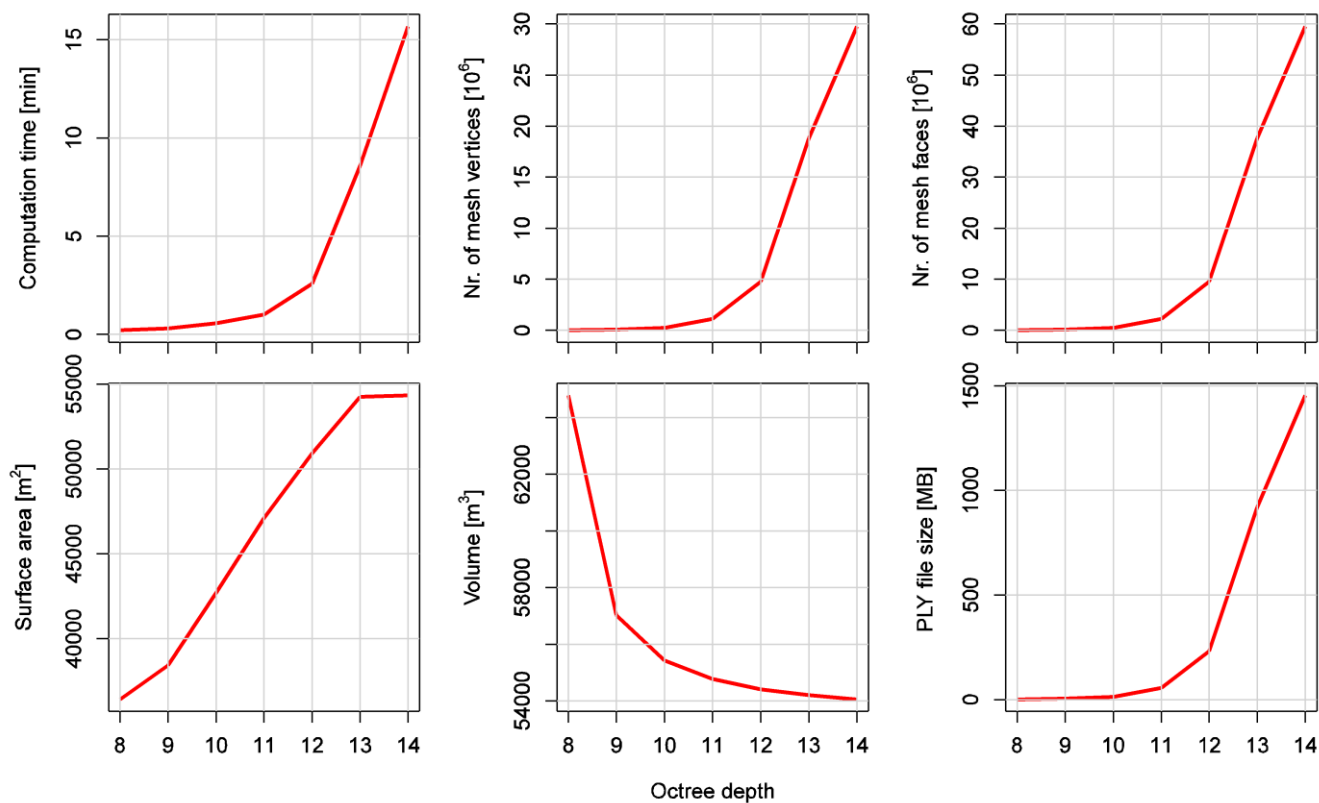 Computation time [min]
0 5 10 15
Nr. of mesh vertices [10⁶]
0 5 10 15 20 25 30
Nr. of mesh faces [10⁶]
0 10 20 30 40 50 60
Surface area [m²]
40000 45000 50000 55000
8 9 10 11 12 13 14
Volume [m³]
54000 58000 62000
8 9 10 11 12 13 14
PLY file size [MB]
0 500 1000 1500
8 9 10 11 12 13 14
Octree depth